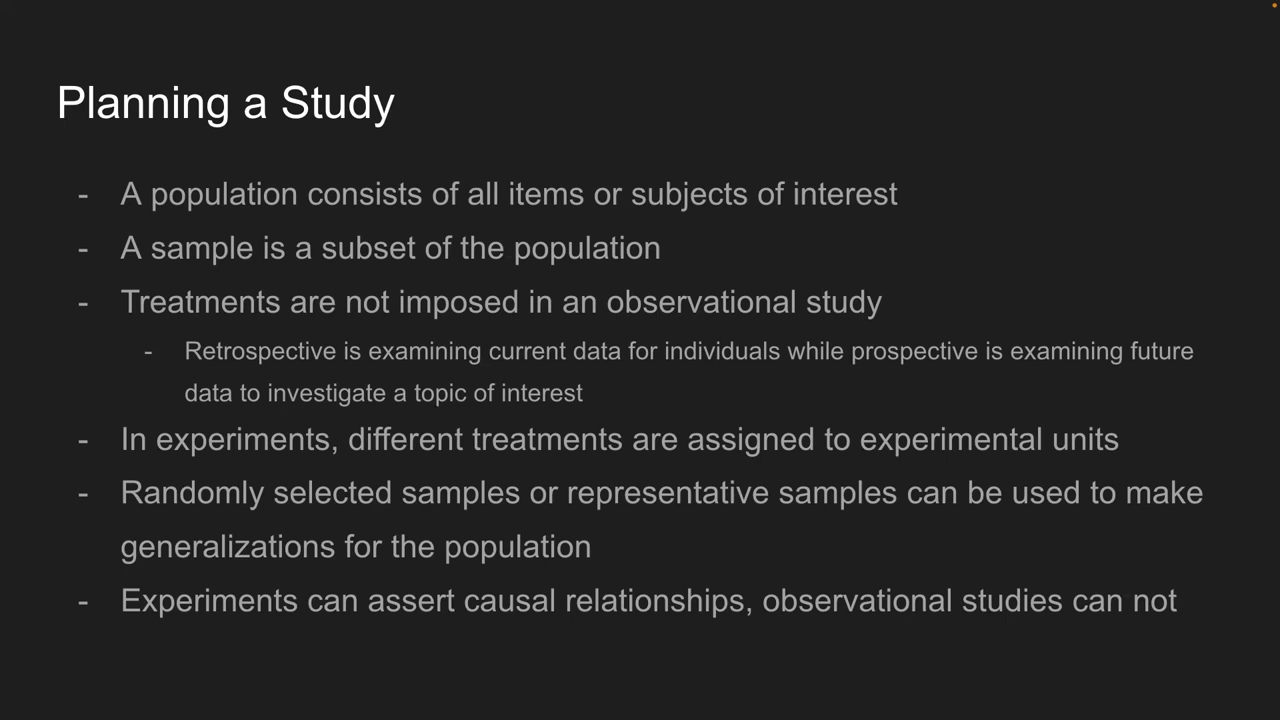 Planning a Study
- A population consists of all items or subjects of interest
- A sample is a subset of the population
- Treatments are not imposed in an observational study
- Retrospective is examining current data for individuals while prospective is examining future
data to investigate a topic of interest
- In experiments, different treatments are assigned to experimental units
- Randomly selected samples or representative samples can be used to make
generalizations for the population
- Experiments can assert causal relationships, observational studies can not